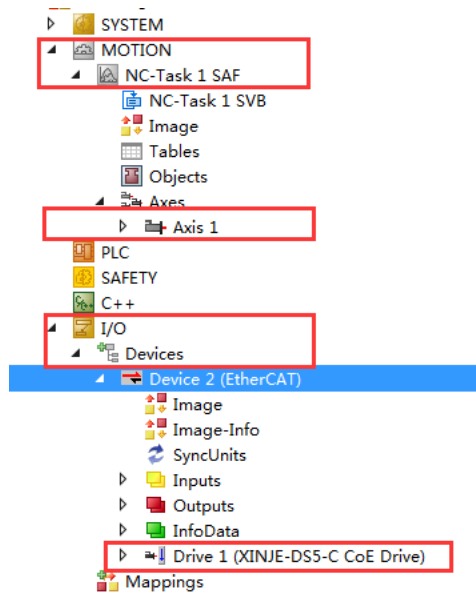 SYSTEM
MOTION
NC-Task 1 SAF
NC-Task 1 SVB
Image
Tables
Objects
Axes
Axis 1
PLC
SAFETY
C++
I/O
Devices
Device 2 (EtherCAT)
Image
Image-Info
SyncUnits
Inputs
Outputs
InfoData
Drive 1 (XINJE-DS5-C CoE Drive)
Mappings